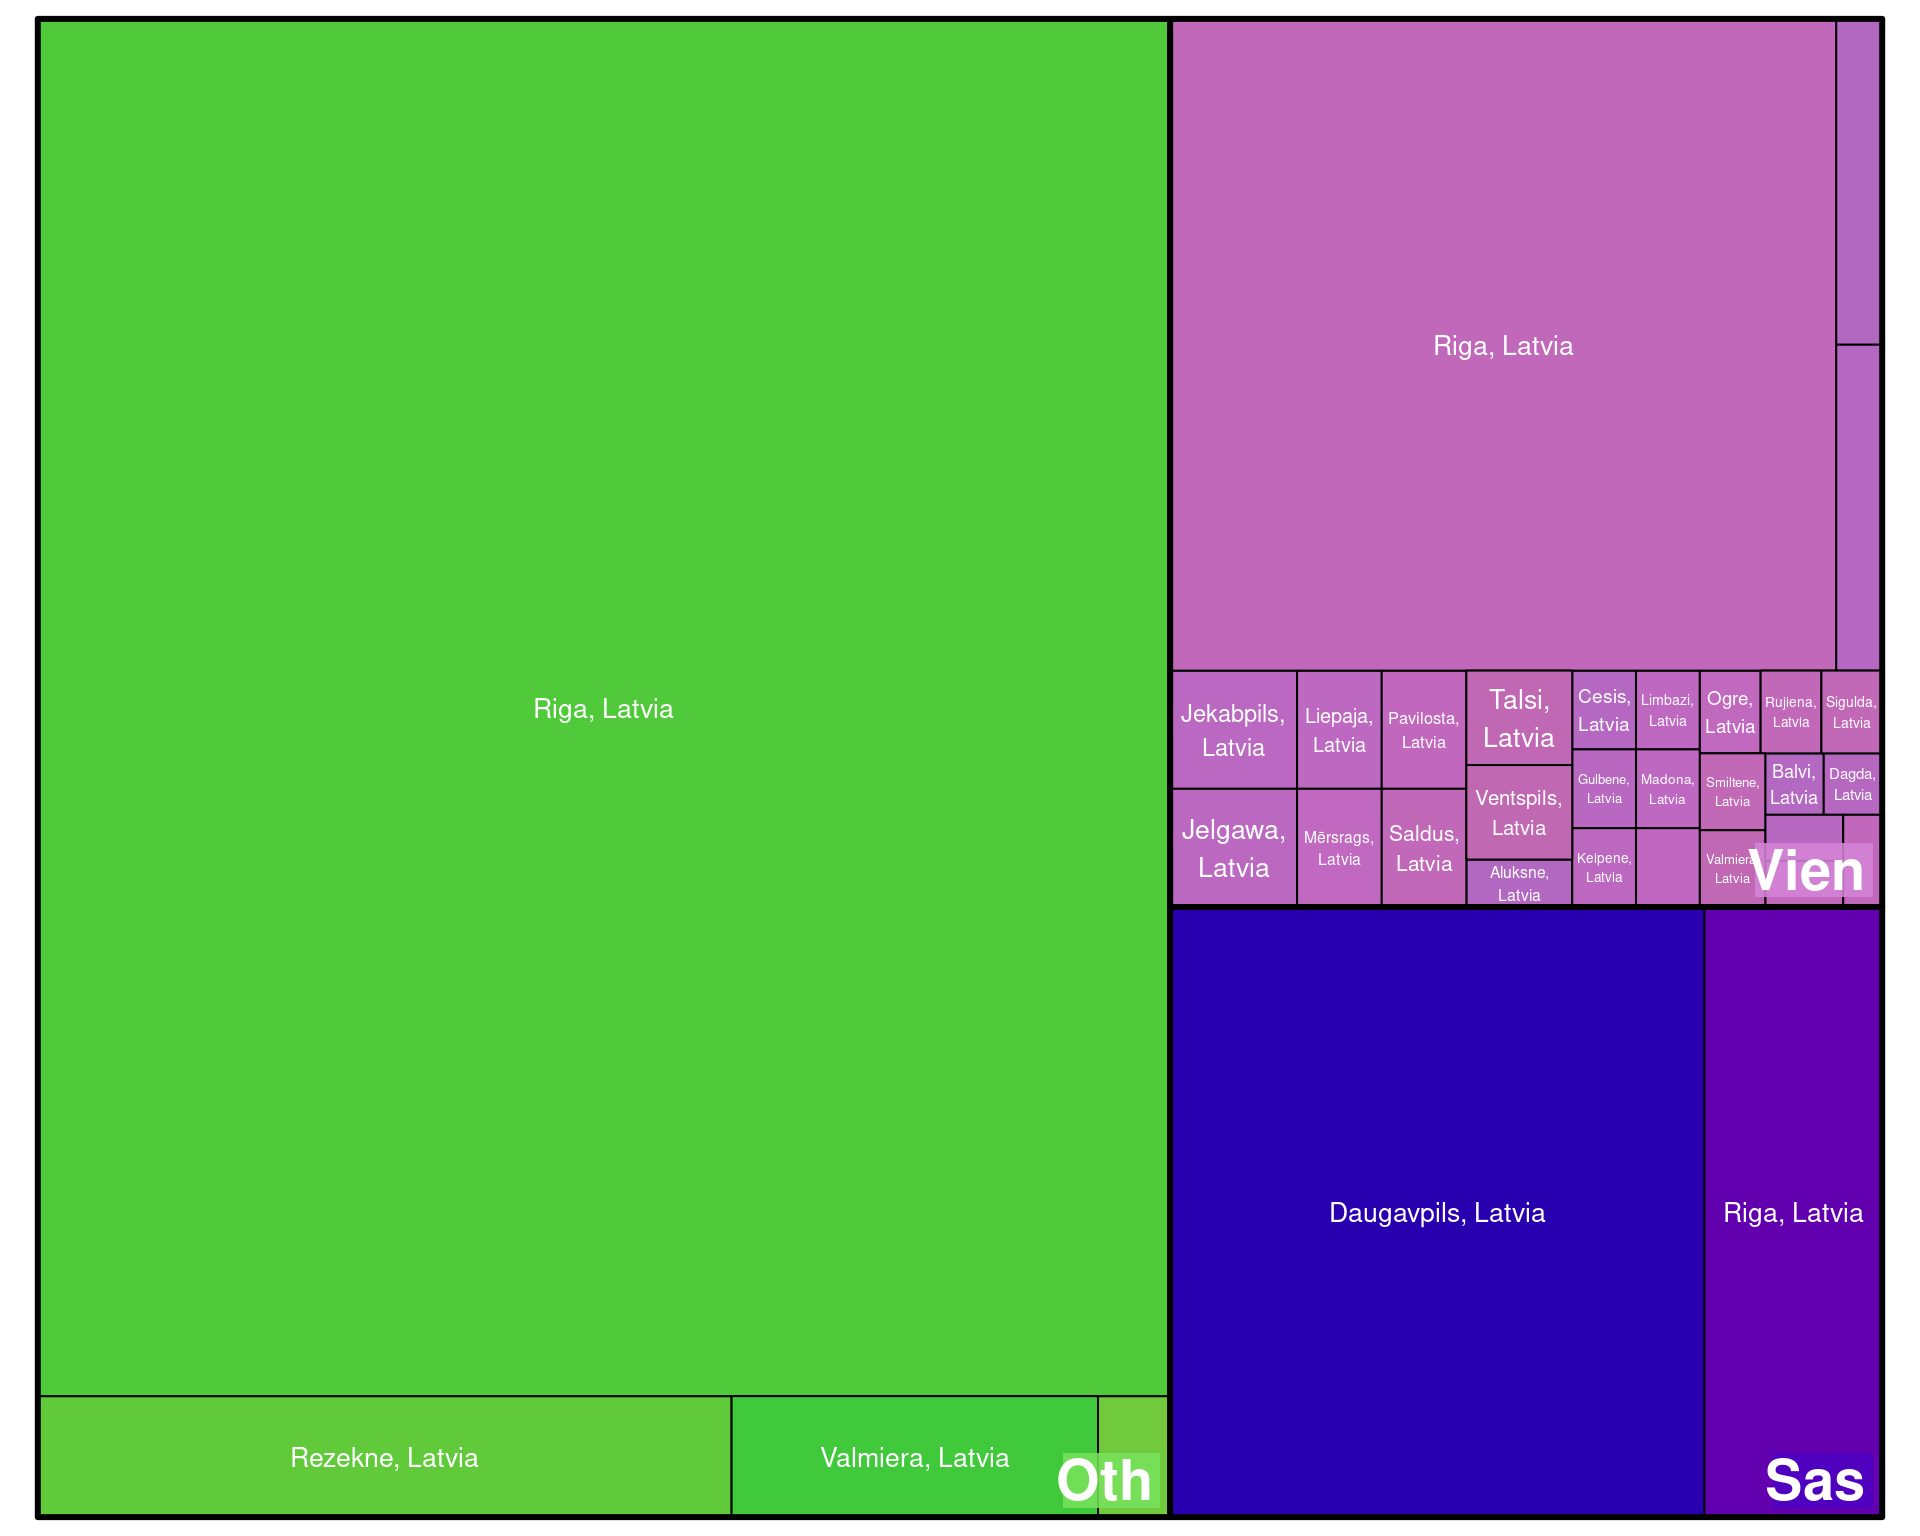 Riga, Latvia
Rezekne, Latvia
Valmiera, Latvia
Oth
Riga, Latvia
Jekabpils,
Latvia
Liepaja,
Latvia
Pavilosta,
Latvia
Talsi,
Latvia
Cesis,
Latvia
Limbazi,
Latvia
Ogre,
Latvia
Rujiena,
Latvia
Sigulda,
Latvia
Jelgawa,
Latvia
Mērsrags,
Latvia
Saldus,
Latvia
Ventspils,
Latvia
Aluksne,
Latvia
Gulbene,
Latvia
Madona,
Latvia
Keipene,
Latvia
Smiltene,
Latvia
Balvi,
Latvia
Dagda,
Latvia
Valmiera,
Latvia
Vien
Daugavpils, Latvia
Riga, Latvia
Sas